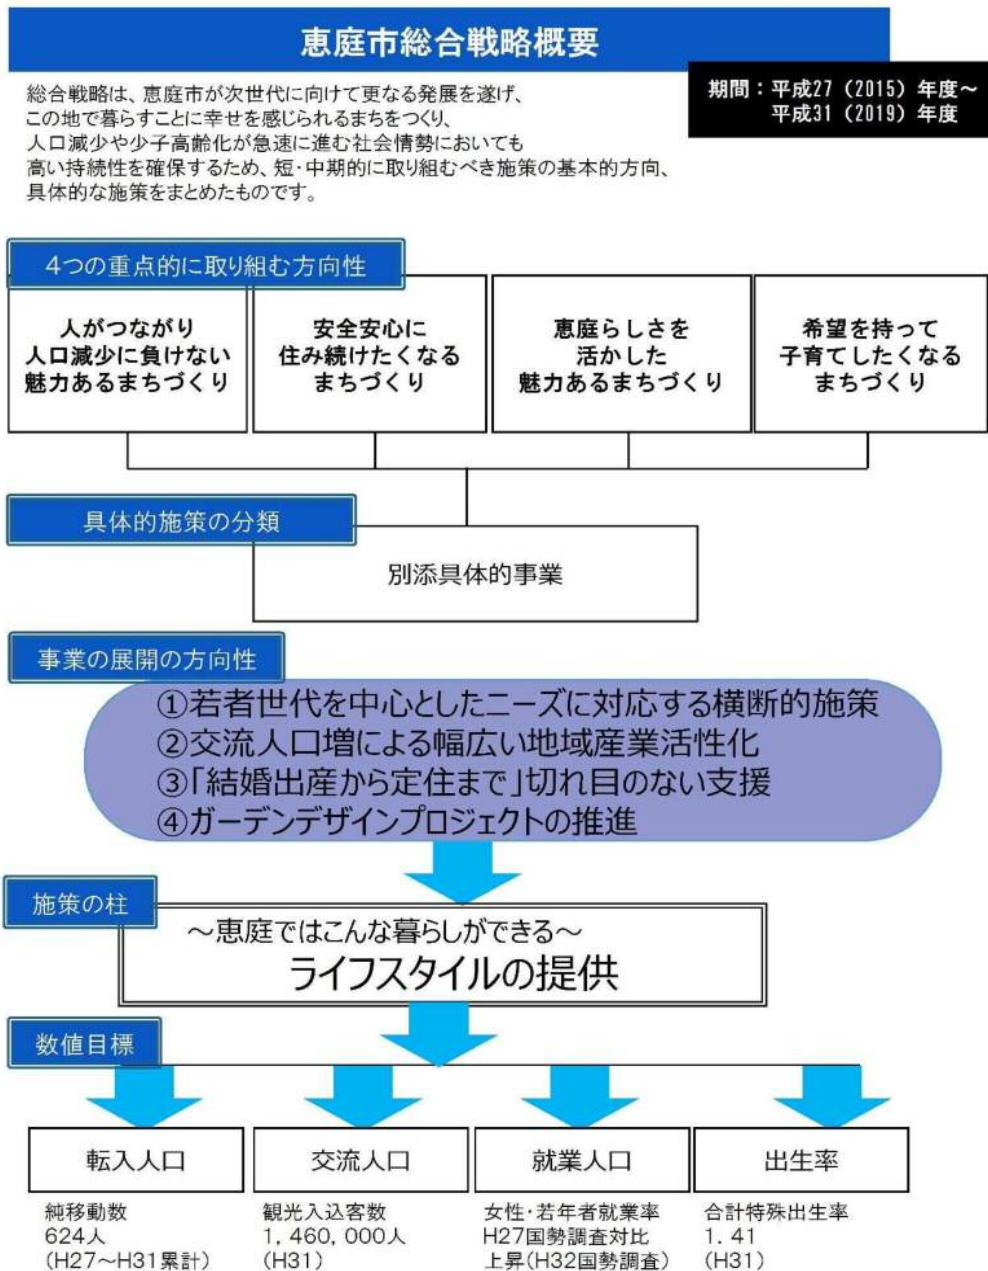 恵庭市総合戦略概要
期間：平成27（2015）年度～
平成31（2019）年度
総合戦略は、恵庭市が次世代に向けて更なる発展を遂げ、
この地で暮らすことに幸せを感じられるまちをつくり、
人口減少や少子高齢化が急速に進む社会情勢においても
高い持続性を確保するため、短・中期的に取り組むべき施策の基本的方向、
具体的な施策をまとめたものです。
4つの重点的に取り組む方向性
人がつながり
人口減少に負けない
魅力あるまちづくり
安全安心に
住み続けたくなる
まちづくり
恵庭らしさを
活かした
魅力あるまちづくり
希望を持って
子育てしたくなる
まちづくり
具体的施策の分類
別添具体的事業
事業の展開の方向性
①若者世代を中心としたニーズに対応する横断的施策
②交流人口増による幅広い地域産業活性化
③「結婚出産から定住まで」切れ目のない支援
④ガーデンデザインプロジェクトの推進
施策の柱
～恵庭ではこんな暮らしができる～
ライフスタイルの提供
数値目標
転入人口
純移動数
624人
(H27～H31累計)
交流人口
観光入込客数
1,460,000人
(H31)
就業人口
女性・若年者就業率
H27国勢調査対比
上昇(H32国勢調査)
出生率
合計特殊出生率
1.41
(H31)